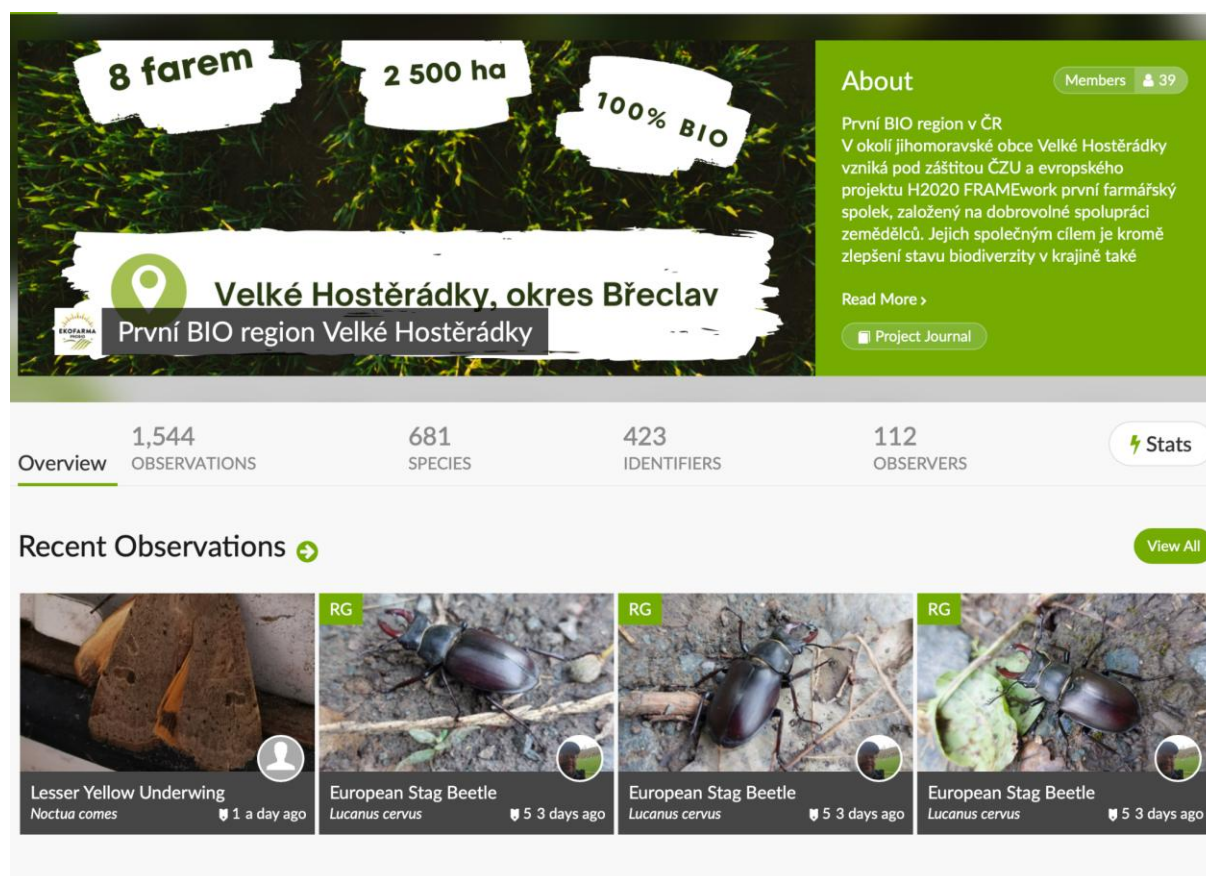 8 farem
2 500 ha
100% BIO
Velké Hostěrádky, okres Břeclav
EKOFARMA
PROBIO
První BIO region Velké Hostěrádky
About
Members 39
První BIO region v ČR
V okolí jihomoravské obce Velké Hostěrádky
vzniká pod záštitou ČZU a evropského
projektu H2020 FRAMEwork první farmářský
spolek, založený na dobrovolné spolupráci
zemědělců. Jejich společným cílem je kromě
zlepšení stavu biodiverzity v krajině také
Read More ›
Project Journal
Overview
1,544
OBSERVATIONS
681
SPECIES
423
IDENTIFIERS
112
OBSERVERS
Stats
Recent Observations
View All
Lesser Yellow Underwing
Noctua comes 1 a day ago
RG
European Stag Beetle
Lucanus cervus 5 3 days ago
RG
European Stag Beetle
Lucanus cervus 5 3 days ago
RG
European Stag Beetle
Lucanus cervus 5 3 days ago